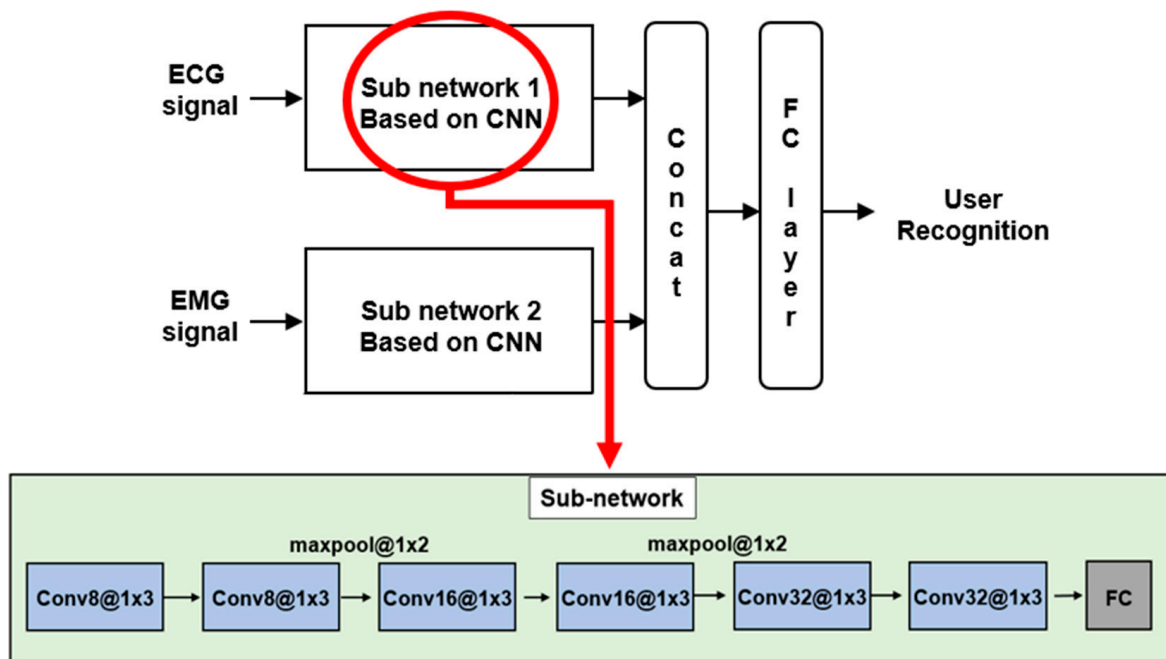 ECG
signal
Sub network 1
Based on CNN
EMG
signal
Sub network 2
Based on CNN
Concat
FC layer
User
Recognition
Sub-network
maxpool@1x2
maxpool@1x2
Conv8@1x3
Conv8@1x3
Conv16@1x3
Conv16@1x3
Conv32@1x3
Conv32@1x3
FC